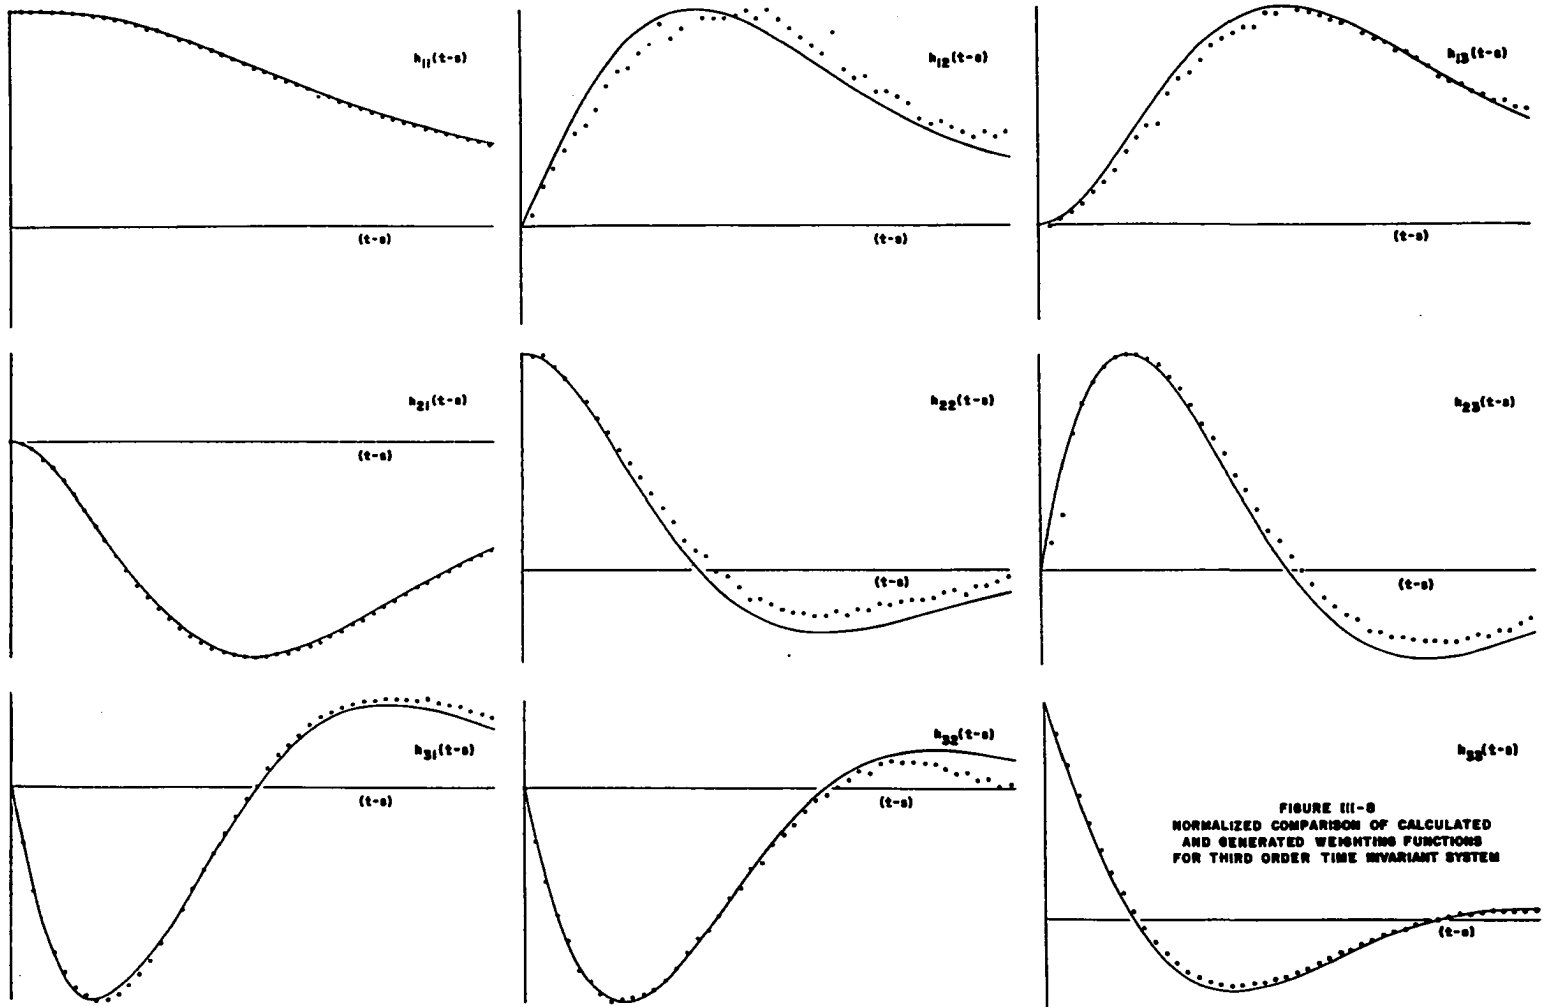 h11(t-s)
h12(t-s)
h13(t-s)
(t-s)
(t-s)
(t-s)
h21(t-s)
h22(t-s)
h23(t-s)
(t-s)
(t-s)
(t-s)
h31(t-s)
h32(t-s)
h33(t-s)
(t-s)
(t-s)
FIGURE III-8
NORMALIZED COMPARISON OF CALCULATED
AND GENERATED WEIGHTING FUNCTIONS
FOR THIRD ORDER TIME INVARIANT SYSTEM
(t-s)